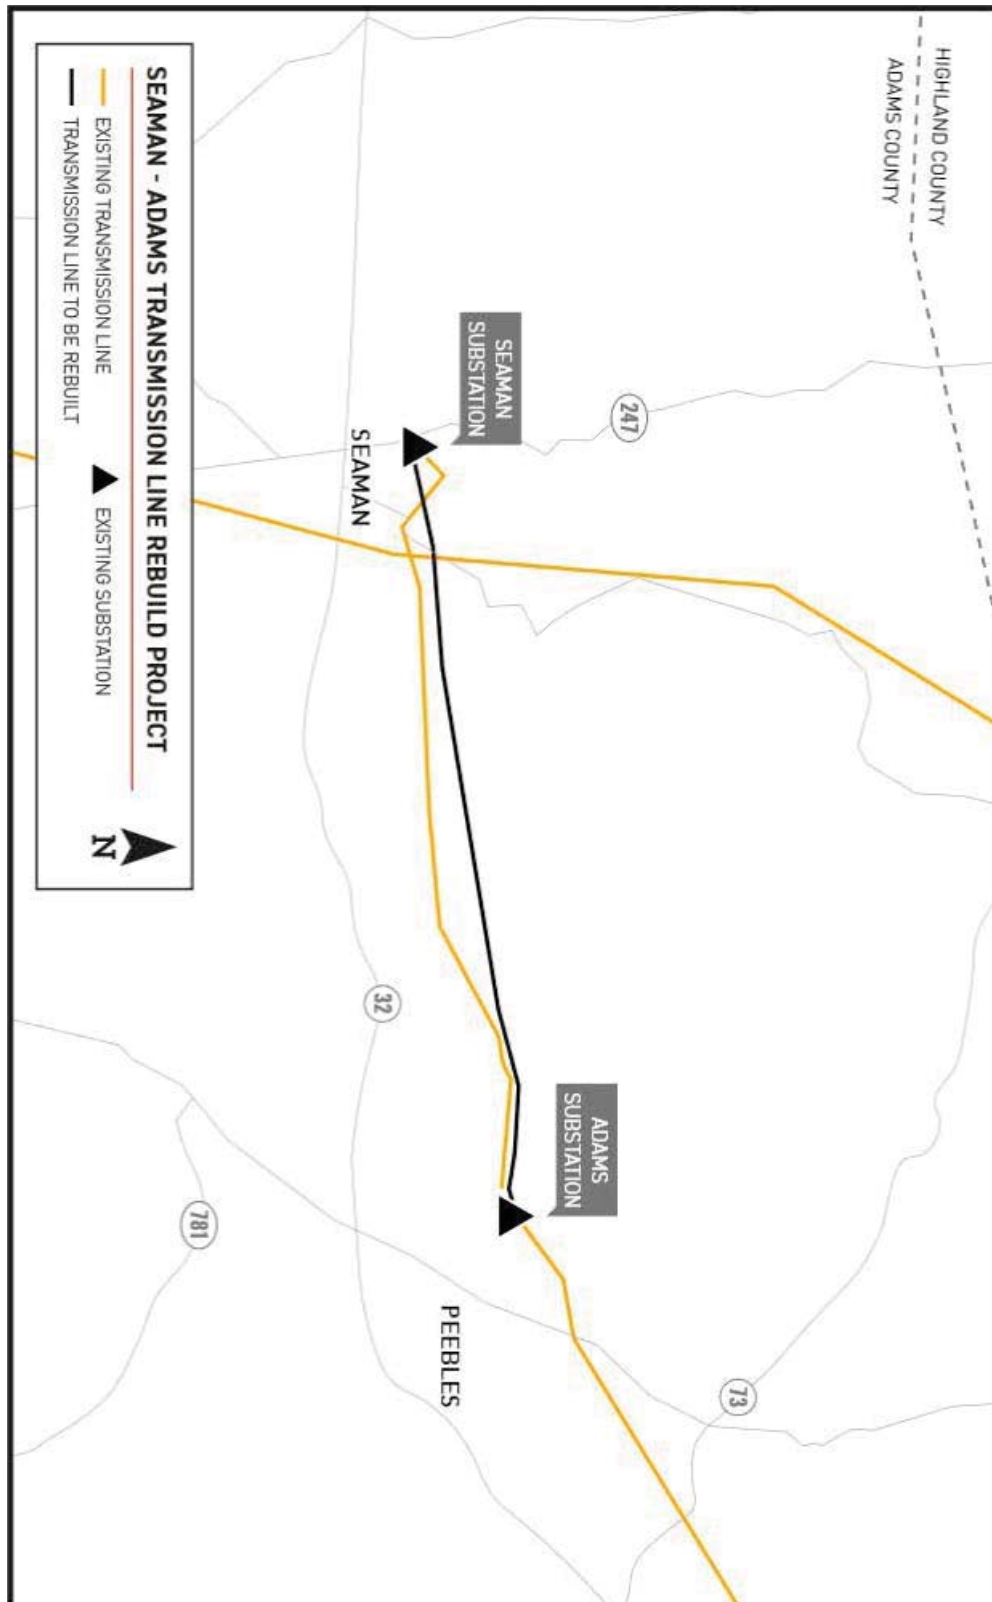 HIGHLAND COUNTY
ADAMS COUNTY
247
SEAMAN
SUBSTATION
SEAMAN
ADAMS
SUBSTATION
73
PEEBLES
32
781
SEAMAN - ADAMS TRANSMISSION LINE REBUILD PROJECT
EXISTING TRANSMISSION LINE
EXISTING SUBSTATION
TRANSMISSION LINE TO BE REBUILT
N